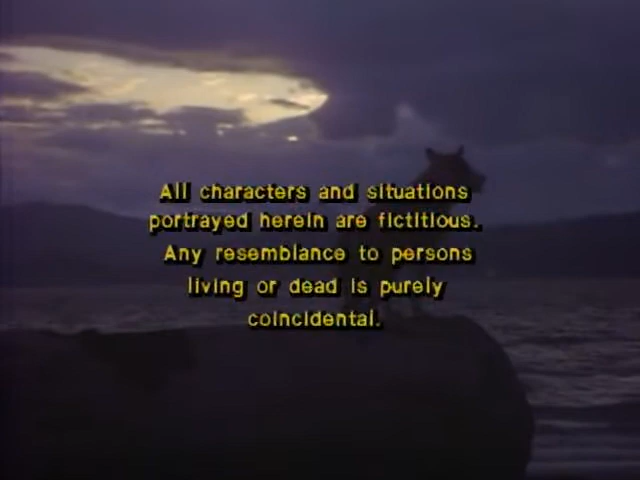 All characters and situations
portrayed herein are fictitious.
Any resemblance to persons
living or dead is purely
coincidental.